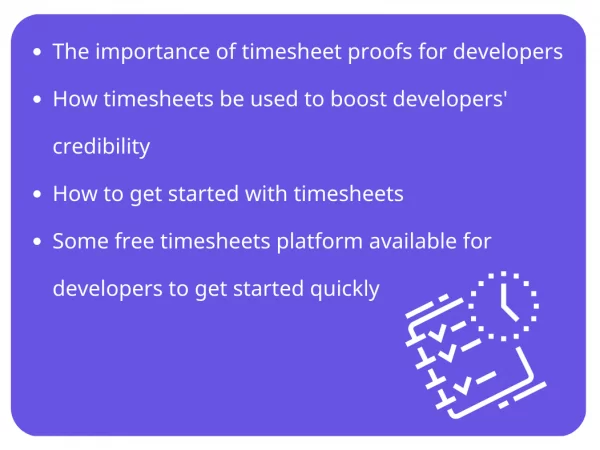 • The importance of timesheet proofs for developers
• How timesheets be used to boost developers'
credibility
• How to get started with timesheets
• Some free timesheets platform available for
developers to get started quickly